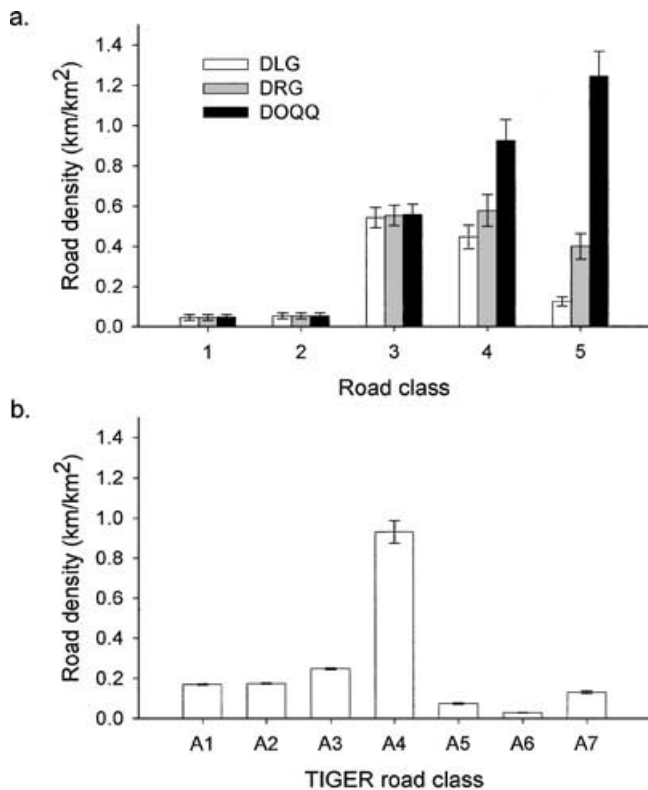 a.
1.4
1.2
1.0
0.8
0.6
0.4
0.2
0.0
Road density (km/km²)
DLG
DRG
DOQQ
1 2 3 4 5
Road class
b.
1.4
1.2
1.0
0.8
0.6
0.4
0.2
0.0
Road density (km/km²)
A1 A2 A3 A4 A5 A6 A7
TIGER road class